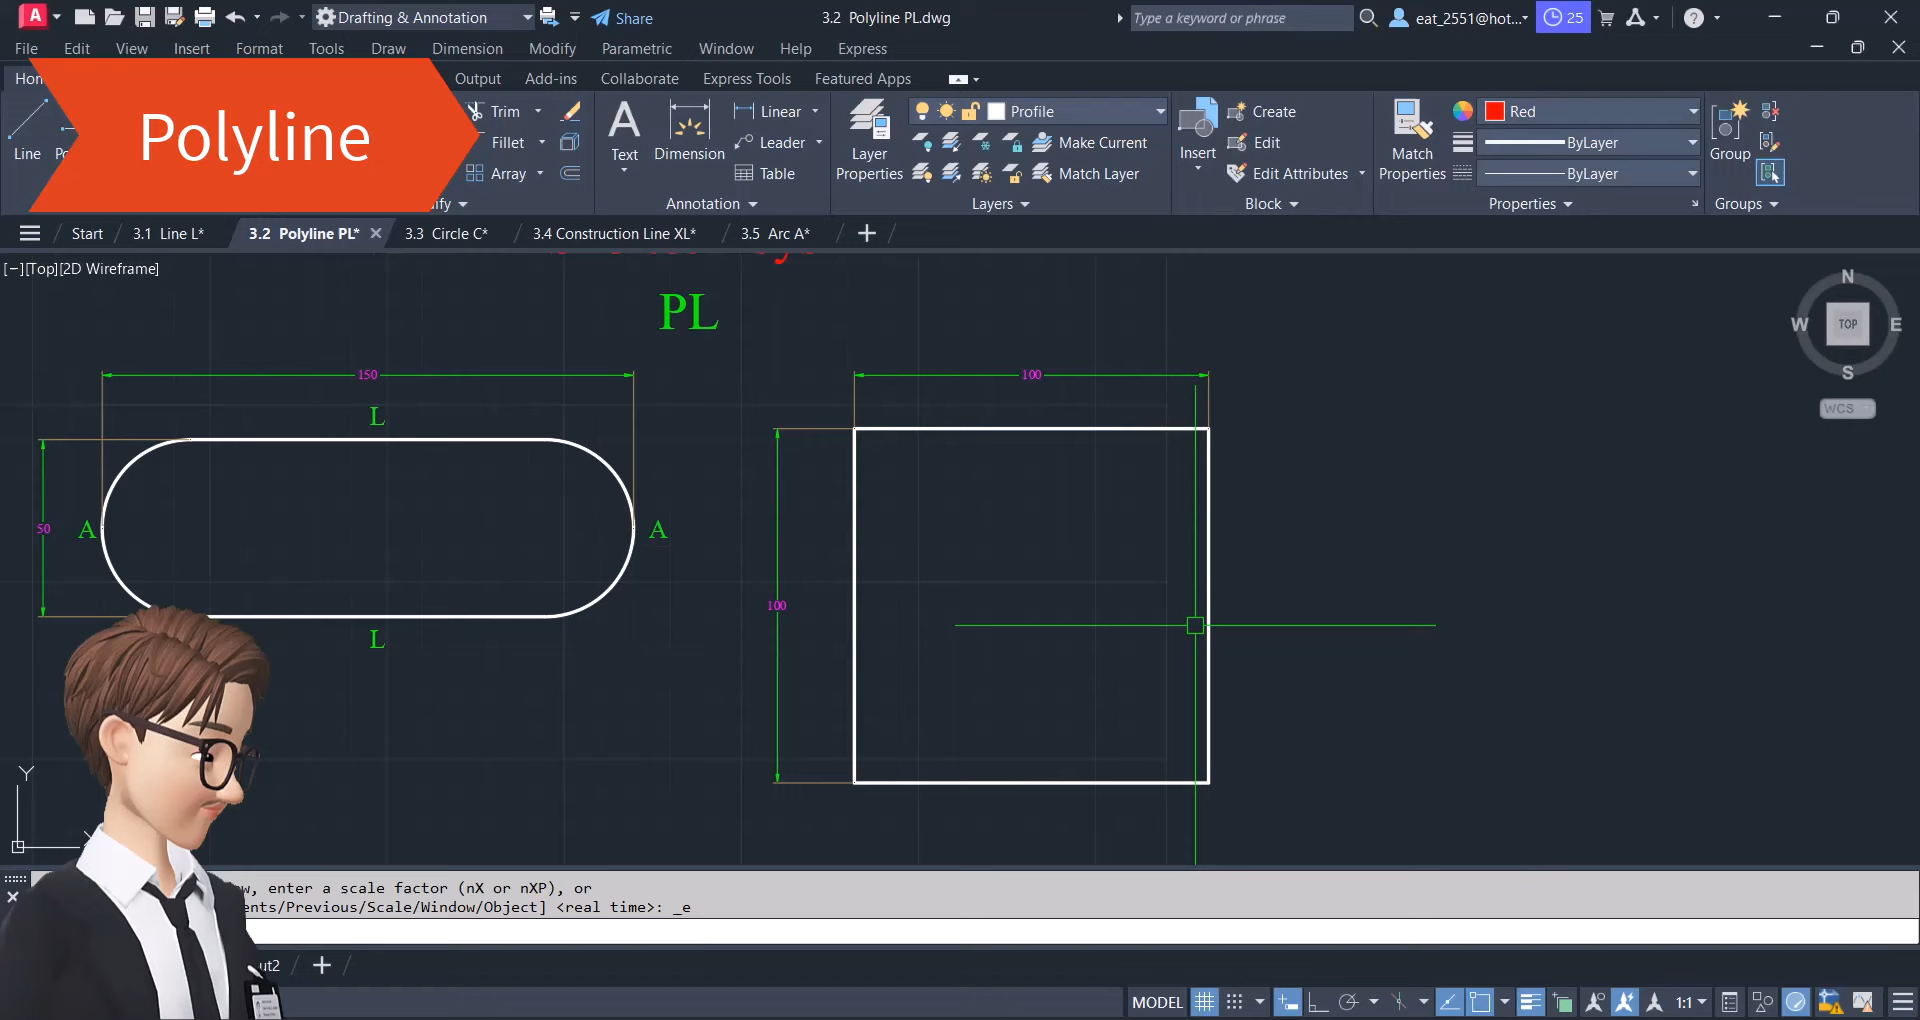 Drafting & Annotation
Share
3.2 Polyline PL.dwg
Type a keyword or phrase
eat_2551@hot...
25
File Edit View Insert Format Tools Draw Dimension Modify Parametric Window Help Express
Output Add-ins Collaborate Express Tools Featured Apps
Polyline
Line
Trim
Fillet
Array
Text
Dimension
Linear
Leader
Table
Annotation
Layer Properties
Profile
Make Current
Match Layer
Layers
Insert
Create
Edit
Edit Attributes
Block
Match Properties
Red
ByLayer
ByLayer
Properties
Group
Groups
Start 3.1 Line L* 3.2 Polyline PL* 3.3 Circle C* 3.4 Construction Line XL* 3.5 Arc A*
[−][Top][2D Wireframe]
PL
N
W TOP E
S
WCS
150
L
50
A
A
L
100
100
Y
enter a scale factor (nX or nXP), or
/Previous/Scale/Window/Object] <real time>: _e
MODEL
1:1